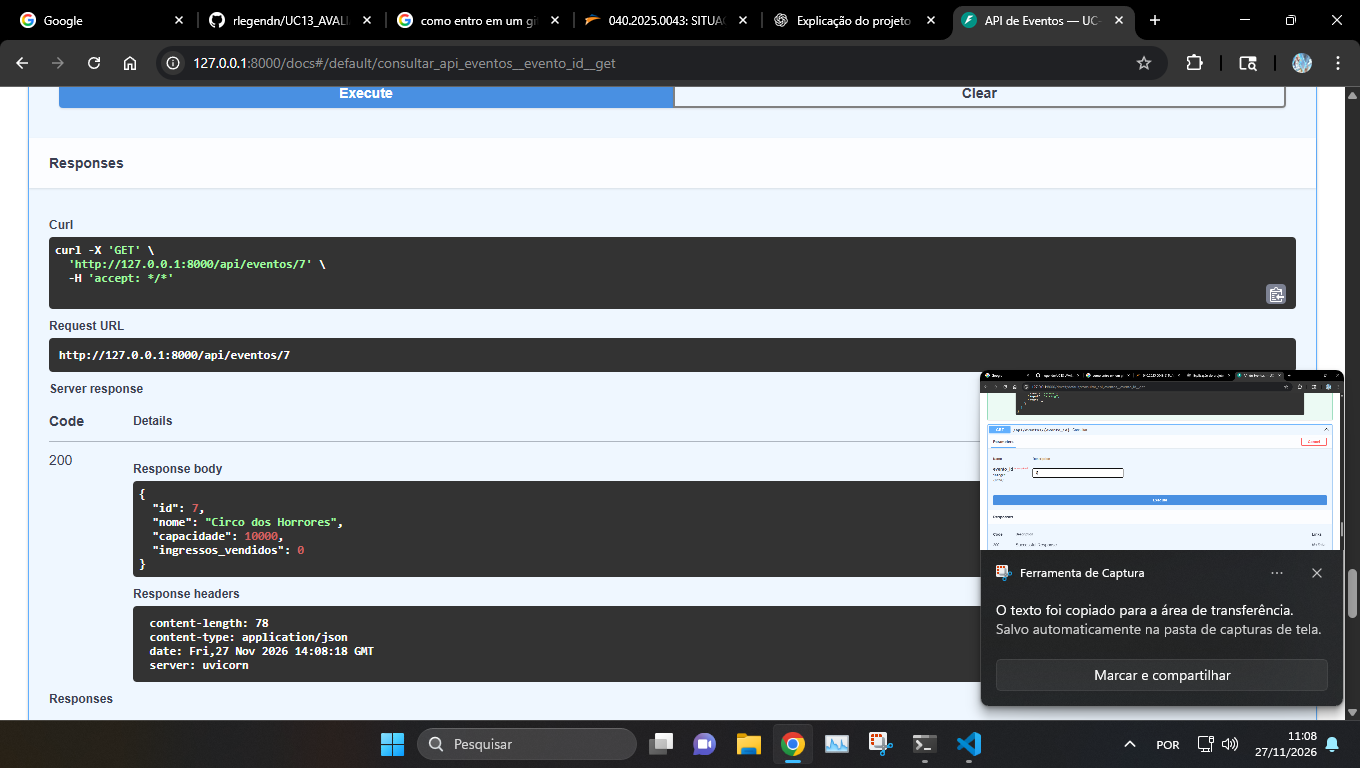 Google
rlegendn/UC13_AVALI
como entro em um git
040.2025.0043: SITUA
Explicação do projeto
API de Eventos — UC-
127.0.0.1:8000/docs#/default/consultar_api_eventos__evento_id__get
Execute
Clear
Responses
Curl
curl -X 'GET' \
'http://127.0.0.1:8000/api/eventos/7' \
-H 'accept: */*'
Request URL
http://127.0.0.1:8000/api/eventos/7
Server response
Code
Details
200
Response body
{
"id": 7,
"nome": "Circo dos Horrores",
"capacidade": 10000,
"ingressos_vendidos": 0
}
Response headers
content-length: 78
content-type: application/json
date: Fri,27 Nov 2026 14:08:18 GMT
server: uvicorn
Responses
Execute
Responses
Ferramenta de Captura
O texto foi copiado para a área de transferência.
Salvo automaticamente na pasta de capturas de tela.
Marcar e compartilhar
Pesquisar
POR
11:08
27/11/2026